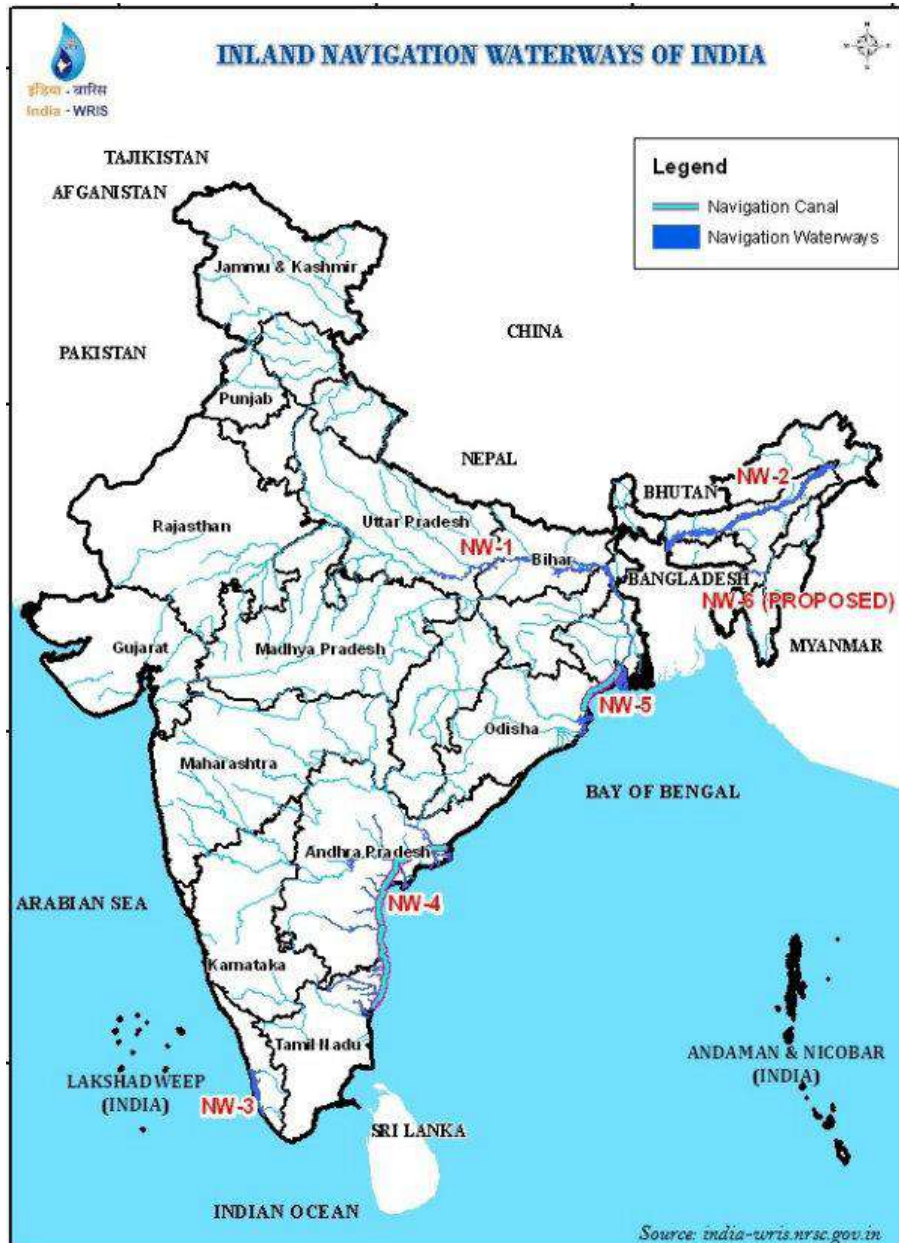 INLAND NAVIGATION WATERWAYS OF INDIA
इंडिया - वारिस
India - WRIS
Legend
Navigation Canal
Navigation Waterways
TAJIKISTAN
AFGANISTAN
Jammu & Kashmir
CHINA
PAKISTAN
Punjab
NEPAL
NW-2
BHUTAN
Rajasthan
Uttar Pradesh
NW-1
Bihar
BANGLADESH
NW-6 (PROPOSED)
Gujarat
Madhya Pradesh
MYANMAR
NW-5
Odisha
Maharashtra
BAY OF BENGAL
Andhra Pradesh
ARABIAN SEA
NW-4
Karnataka
Tamil Nadu
ANDAMAN & NICOBAR
(INDIA)
LAKSHADWEEP
(INDIA)
NW-3
SRI LANKA
INDIAN OCEAN
Source: india-wris.nrsc.gov.in